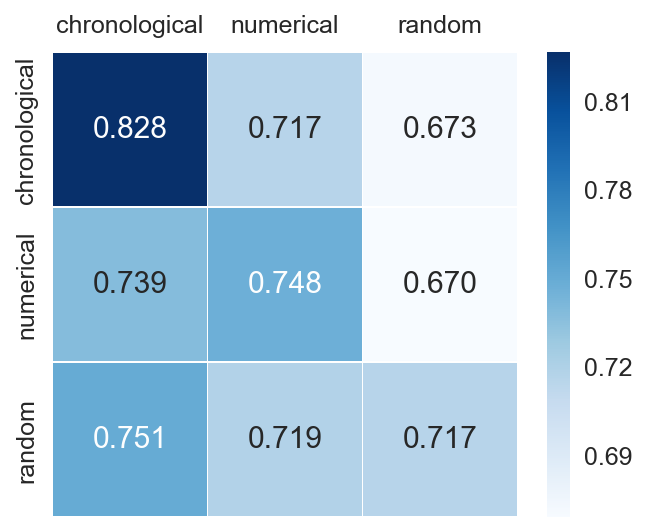 chronological numerical random
chronological 0.828 0.717 0.673
numerical 0.739 0.748 0.670
random 0.751 0.719 0.717
0.81
0.78
0.75
0.72
0.69